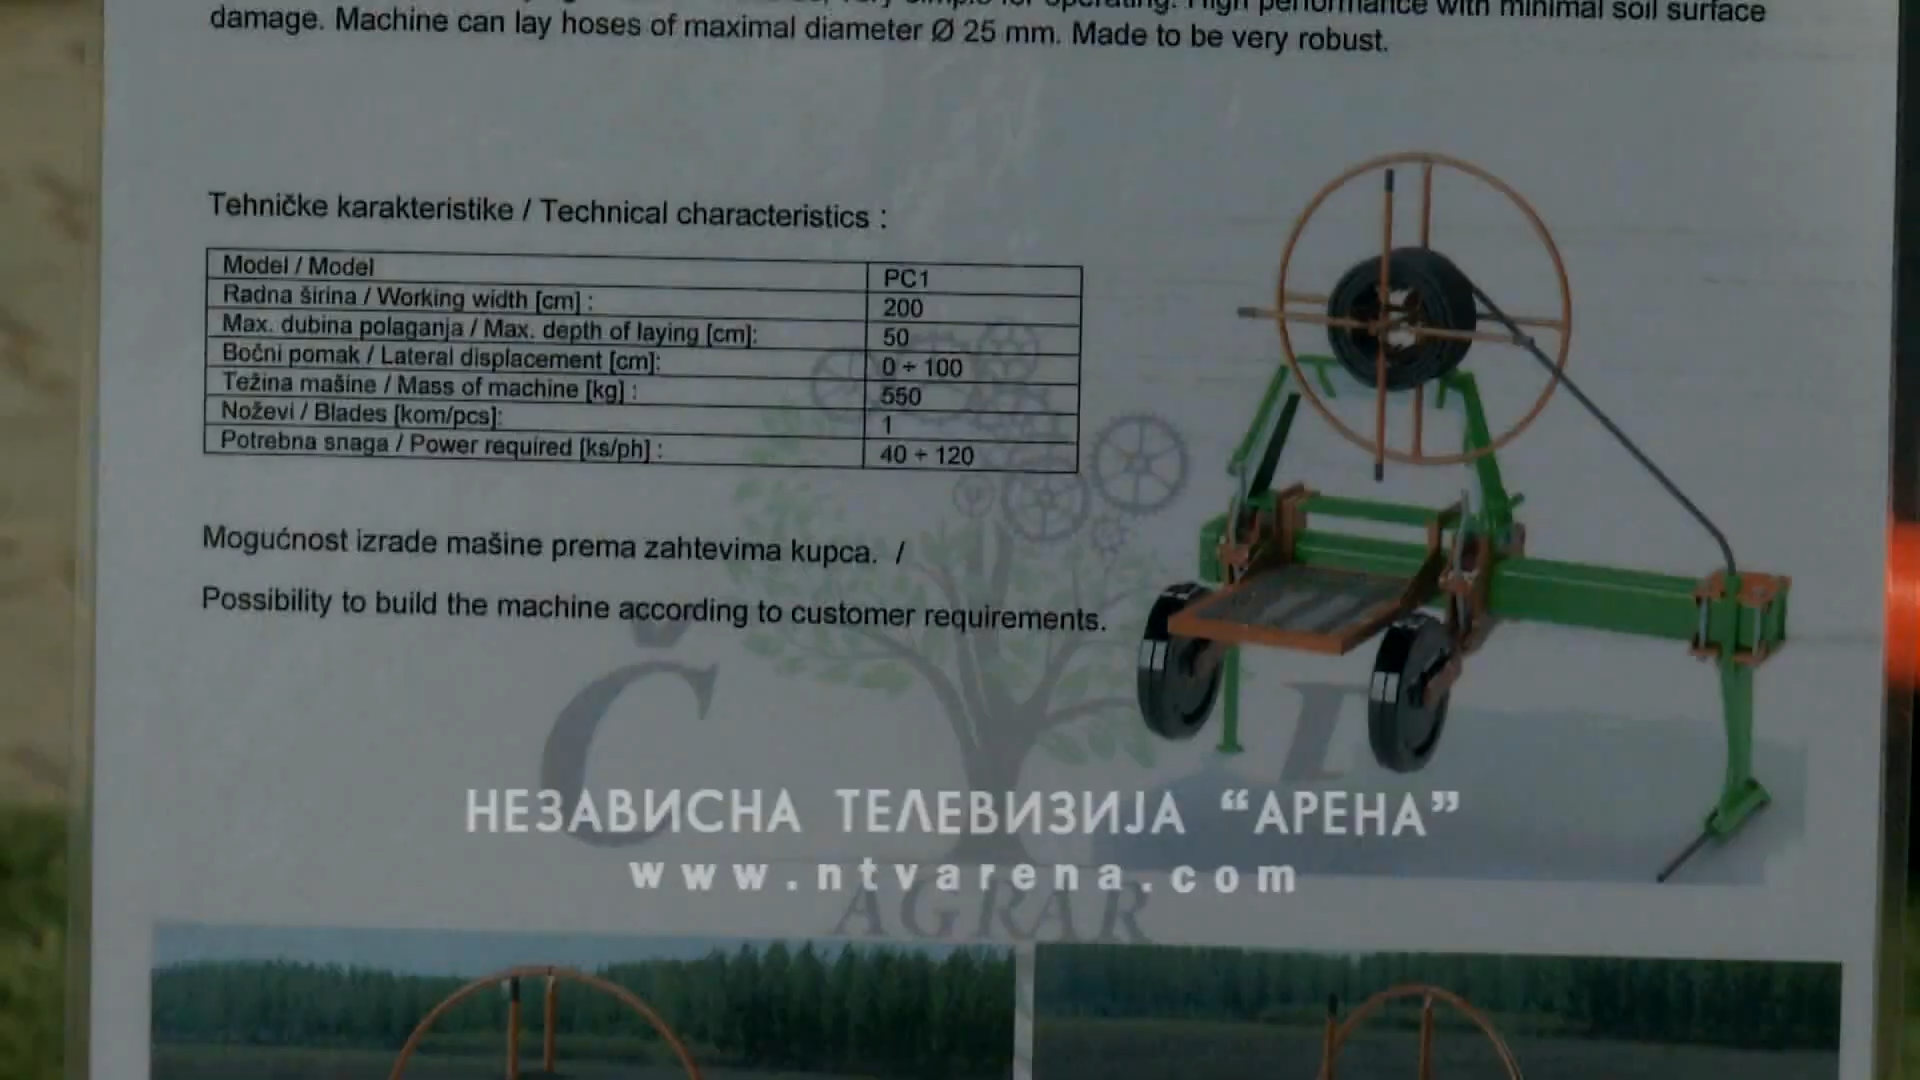 damage. Machine can lay hoses of maximal diameter Ø 25 mm. Made to be very robust.
Tehničke karakteristike / Technical characteristics :
Model / Model PC1
Radna širina / Working width [cm] : 200
Max. dubina polaganja / Max. depth of laying [cm]: 50
Bočni pomak / Lateral displacement [cm]: 0 ÷ 100
Težina mašine / Mass of machine [kg] : 550
Noževi / Blades [kom/pcs]: 1
Potrebna snaga / Power required [ks/ph] : 40 ÷ 120
Mogućnost izrade mašine prema zahtevima kupca. /
Possibility to build the machine according to customer requirements.
Č
НЕЗАВИСНА ТЕЛЕВИЗИЈА “АРЕНА”
www.ntvarena.com
AGRAR